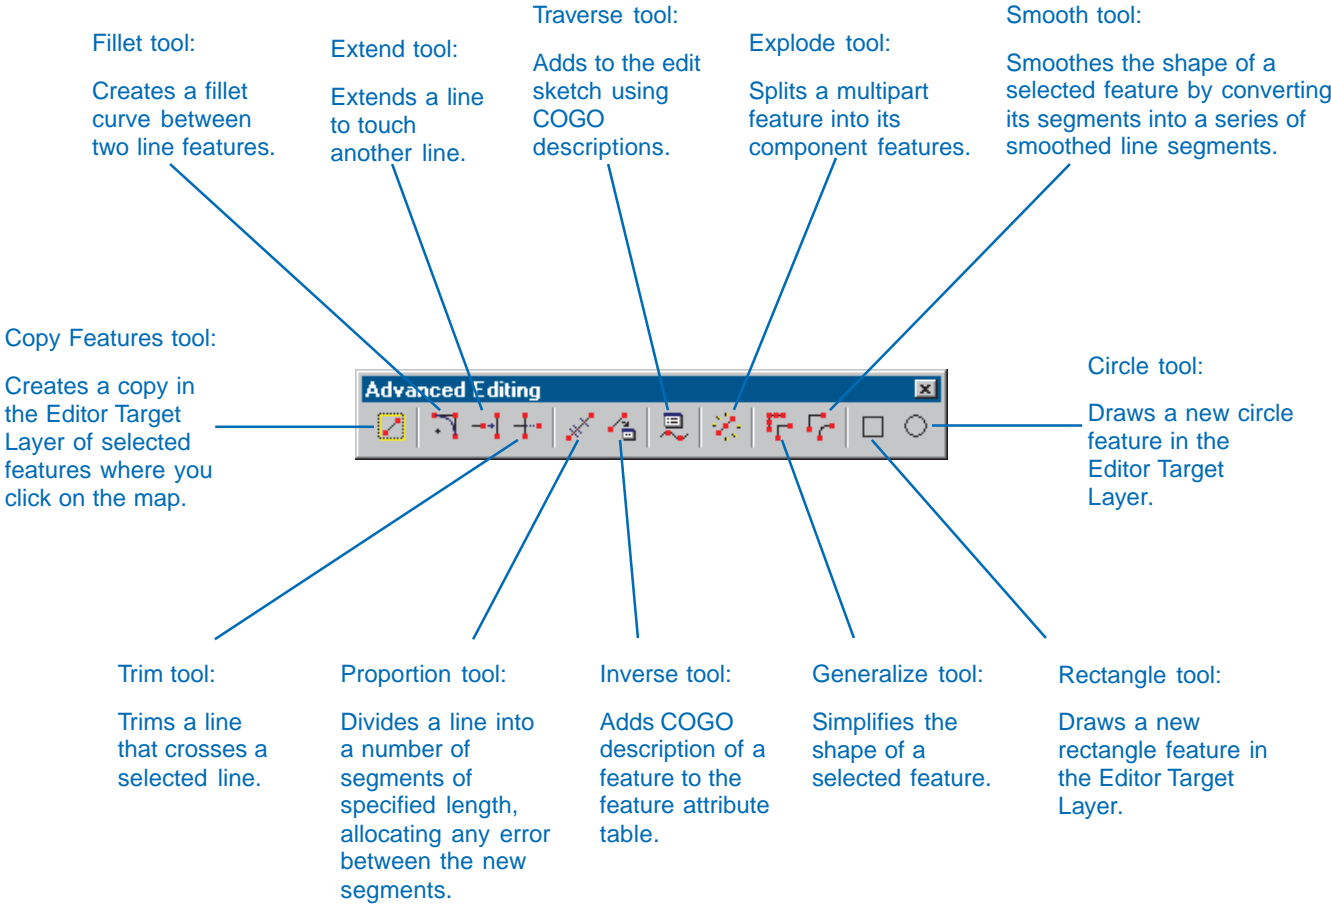 Fillet tool:
Creates a fillet
curve between
two line features.
Extend tool:
Extends a line
to touch
another line.
Traverse tool:
Adds to the edit
sketch using
COGO
descriptions.
Explode tool:
Splits a multipart
feature into its
component features.
Smooth tool:
Smoothes the shape of a
selected feature by converting
its segments into a series of
smoothed line segments.
Copy Features tool:
Creates a copy in
the Editor Target
Layer of selected
features where you
click on the map.
Advanced Editing
Circle tool:
Draws a new circle
feature in the
Editor Target
Layer.
Trim tool:
Trims a line
that crosses a
selected line.
Proportion tool:
Divides a line into
a number of
segments of
specified length,
allocating any error
between the new
segments.
Inverse tool:
Adds COGO
description of a
feature to the
feature attribute
table.
Generalize tool:
Simplifies the
shape of a
selected feature.
Rectangle tool:
Draws a new
rectangle feature in
the Editor Target
Layer.